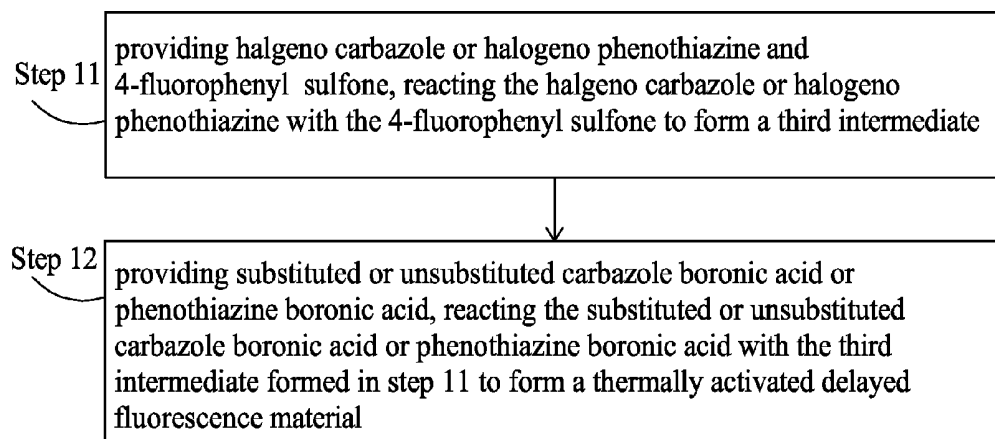 Step 11
providing halgeno carbazole or halogeno phenothiazine and
4-fluorophenyl sulfone, reacting the halgeno carbazole or halogeno
phenothiazine with the 4-fluorophenyl sulfone to form a third intermediate
Step 12
providing substituted or unsubstituted carbazole boronic acid or
phenothiazine boronic acid, reacting the substituted or unsubstituted
carbazole boronic acid or phenothiazine boronic acid with the third
intermediate formed in step 11 to form a thermally activated delayed
fluorescence material